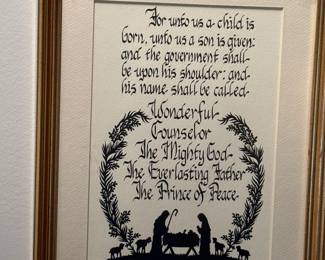 For unto us a child is
born, unto us a son is given:
and the government shall
be upon his shoulder: and
his name shall be called
Wonderful
Counselor
The Mighty God
The Everlasting Father
The Prince of Peace